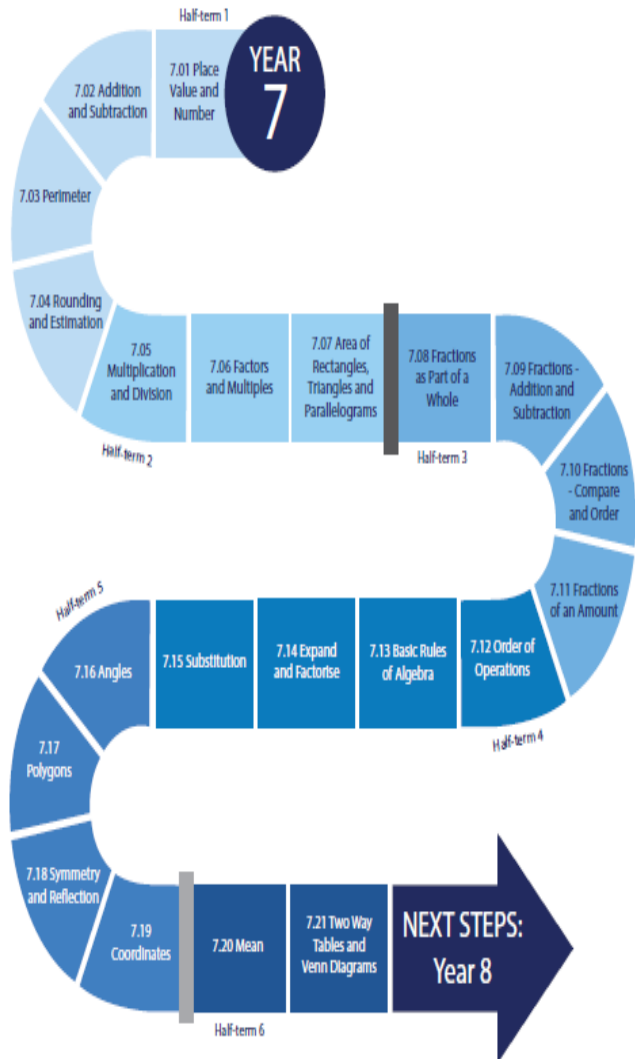 Half-term 1
YEAR
7
7.01 Place
Value and
Number
7.02 Addition
and Subtraction
7.03 Perimeter
7.04 Rounding
and Estimation
7.05
Multiplication
and Division
Half-term 2
7.06 Factors
and Multiples
7.07 Area of
Rectangles,
Triangles and
Parallelograms
7.08 Fractions
as Part of a
Whole
Half-term 3
7.09 Fractions -
Addition and
Subtraction
7.10 Fractions
- Compare
and Order
7.11 Fractions
of an Amount
7.12 Order of
Operations
Half-term 4
7.13 Basic Rules
of Algebra
7.14 Expand
and Factorise
7.15 Substitution
Half-term 5
7.16 Angles
7.17
Polygons
7.18 Symmetry
and Reflection
7.19
Coordinates
7.20 Mean
Half-term 6
7.21 Two Way
Tables and
Venn Diagrams
NEXT STEPS:
Year 8